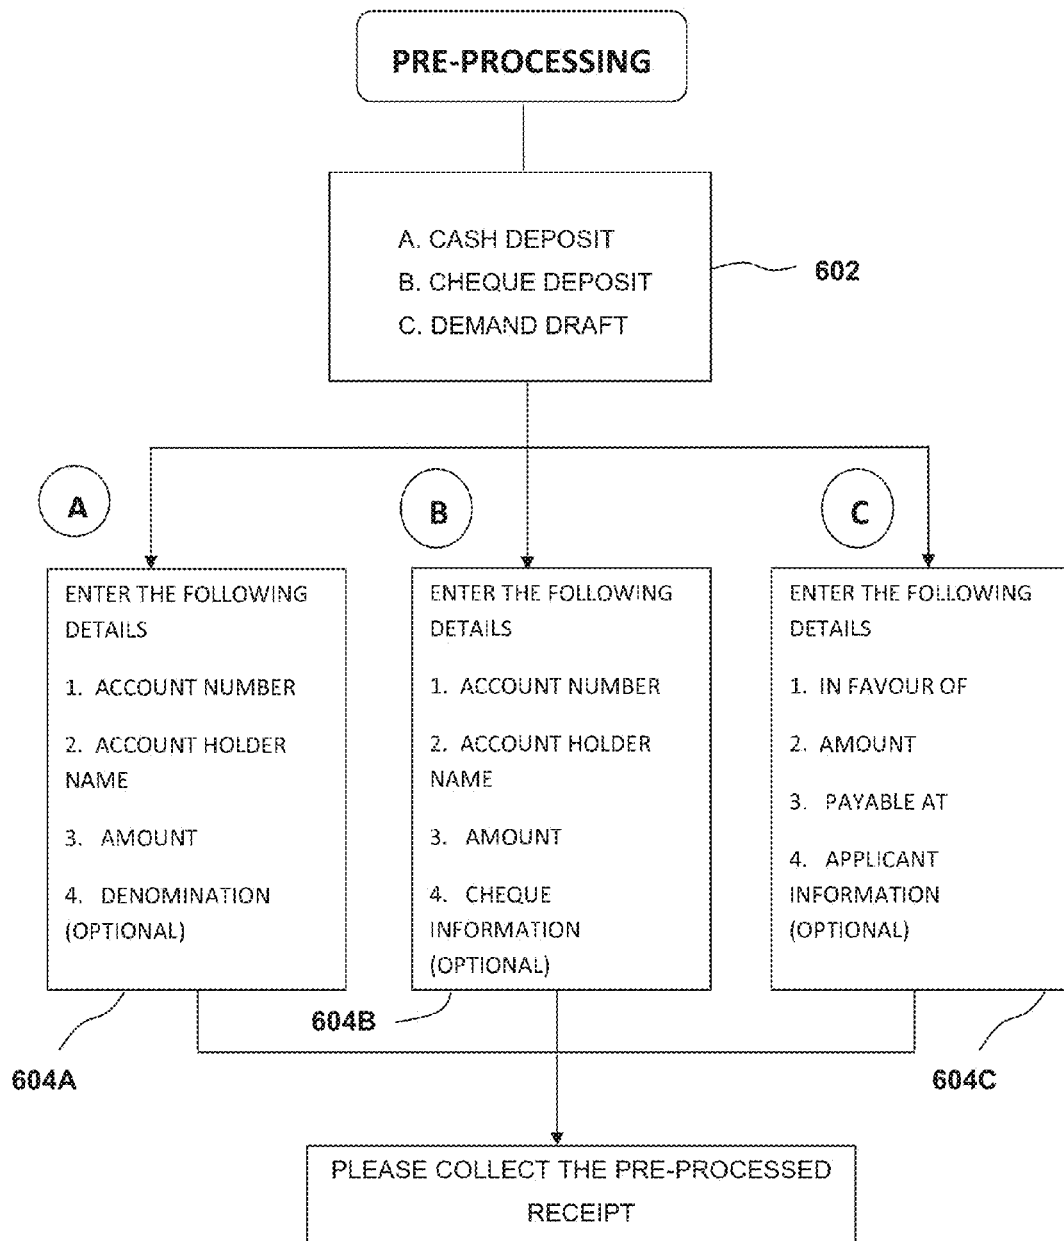 PRE-PROCESSING
A. CASH DEPOSIT
B. CHEQUE DEPOSIT
C. DEMAND DRAFT
602
A
B
C
ENTER THE FOLLOWING
DETAILS
1. ACCOUNT NUMBER
2. ACCOUNT HOLDER
NAME
3. AMOUNT
4. DENOMINATION
(OPTIONAL)
604A
ENTER THE FOLLOWING
DETAILS
1. ACCOUNT NUMBER
2. ACCOUNT HOLDER
NAME
3. AMOUNT
4. CHEQUE
INFORMATION
(OPTIONAL)
604B
ENTER THE FOLLOWING
DETAILS
1. IN FAVOUR OF
2. AMOUNT
3. PAYABLE AT
4. APPLICANT
INFORMATION
(OPTIONAL)
604C
PLEASE COLLECT THE PRE-PROCESSED
RECEIPT